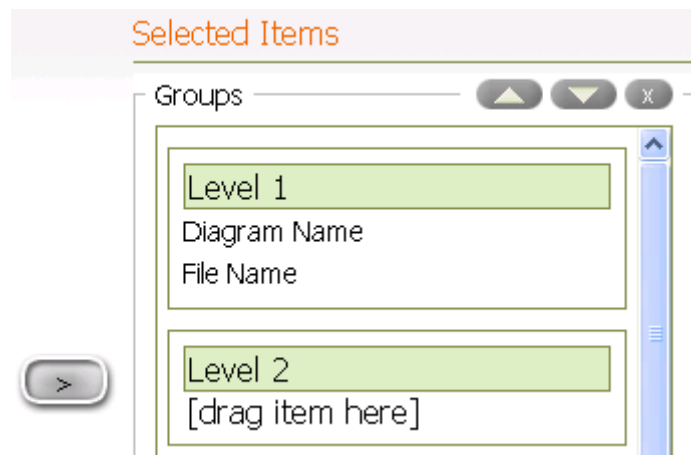 Selected Items
Groups
x
Level 1
Diagram Name
File Name
Level 2
>
[drag item here]